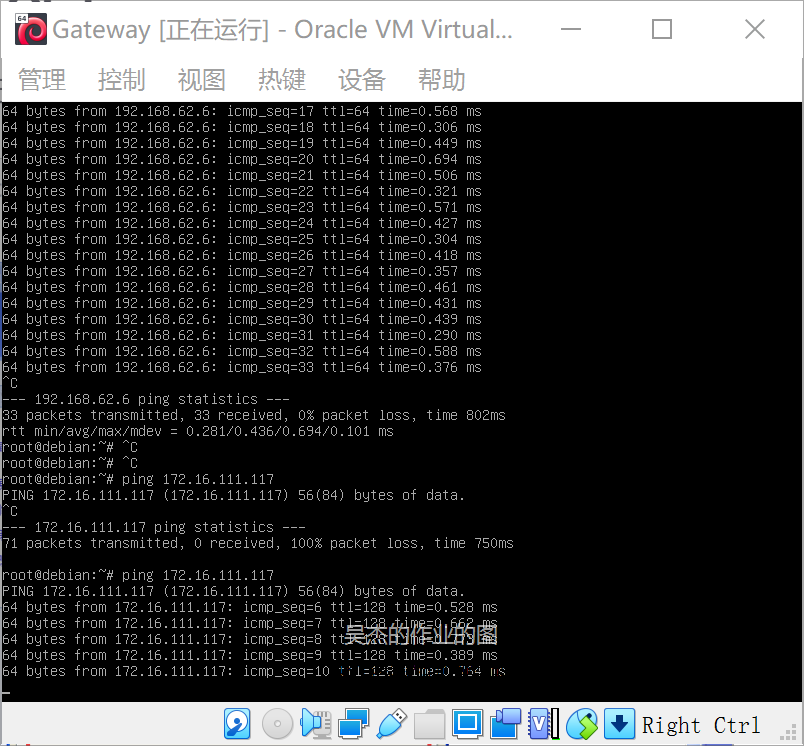 64
Gateway [正在运行] - Oracle VM Virtual...
管理 控制 视图 热键 设备 帮助
64 bytes from 192.168.62.6: icmp_seq=17 ttl=64 time=0.568 ms
64 bytes from 192.168.62.6: icmp_seq=18 ttl=64 time=0.306 ms
64 bytes from 192.168.62.6: icmp_seq=19 ttl=64 time=0.449 ms
64 bytes from 192.168.62.6: icmp_seq=20 ttl=64 time=0.694 ms
64 bytes from 192.168.62.6: icmp_seq=21 ttl=64 time=0.506 ms
64 bytes from 192.168.62.6: icmp_seq=22 ttl=64 time=0.321 ms
64 bytes from 192.168.62.6: icmp_seq=23 ttl=64 time=0.571 ms
64 bytes from 192.168.62.6: icmp_seq=24 ttl=64 time=0.427 ms
64 bytes from 192.168.62.6: icmp_seq=25 ttl=64 time=0.304 ms
64 bytes from 192.168.62.6: icmp_seq=26 ttl=64 time=0.418 ms
64 bytes from 192.168.62.6: icmp_seq=27 ttl=64 time=0.357 ms
64 bytes from 192.168.62.6: icmp_seq=28 ttl=64 time=0.461 ms
64 bytes from 192.168.62.6: icmp_seq=29 ttl=64 time=0.431 ms
64 bytes from 192.168.62.6: icmp_seq=30 ttl=64 time=0.439 ms
64 bytes from 192.168.62.6: icmp_seq=31 ttl=64 time=0.290 ms
64 bytes from 192.168.62.6: icmp_seq=32 ttl=64 time=0.588 ms
64 bytes from 192.168.62.6: icmp_seq=33 ttl=64 time=0.376 ms
^C
--- 192.168.62.6 ping statistics ---
33 packets transmitted, 33 received, 0% packet loss, time 802ms
rtt min/avg/max/mdev = 0.281/0.436/0.694/0.101 ms
root@debian:~# ^C
root@debian:~# ^C
root@debian:~# ping 172.16.111.117
PING 172.16.111.117 (172.16.111.117) 56(84) bytes of data.
^C
--- 172.16.111.117 ping statistics ---
71 packets transmitted, 0 received, 100% packet loss, time 750ms
root@debian:~# ping 172.16.111.117
PING 172.16.111.117 (172.16.111.117) 56(84) bytes of data.
64 bytes from 172.16.111.117: icmp_seq=6 ttl=128 time=0.528 ms
64 bytes from 172.16.111.117: icmp_seq=7 ttl=128 time=0.662 ms
64 bytes from 172.16.111.117: icmp_seq=8 ms
吴杰的作业的图
64 bytes from 172.16.111.117: icmp_seq=9 ttl=128 time=0.389 ms
64 bytes from 172.16.111.117: icmp_seq=10 ttl=128 time=0.764 ms
Right Ctrl